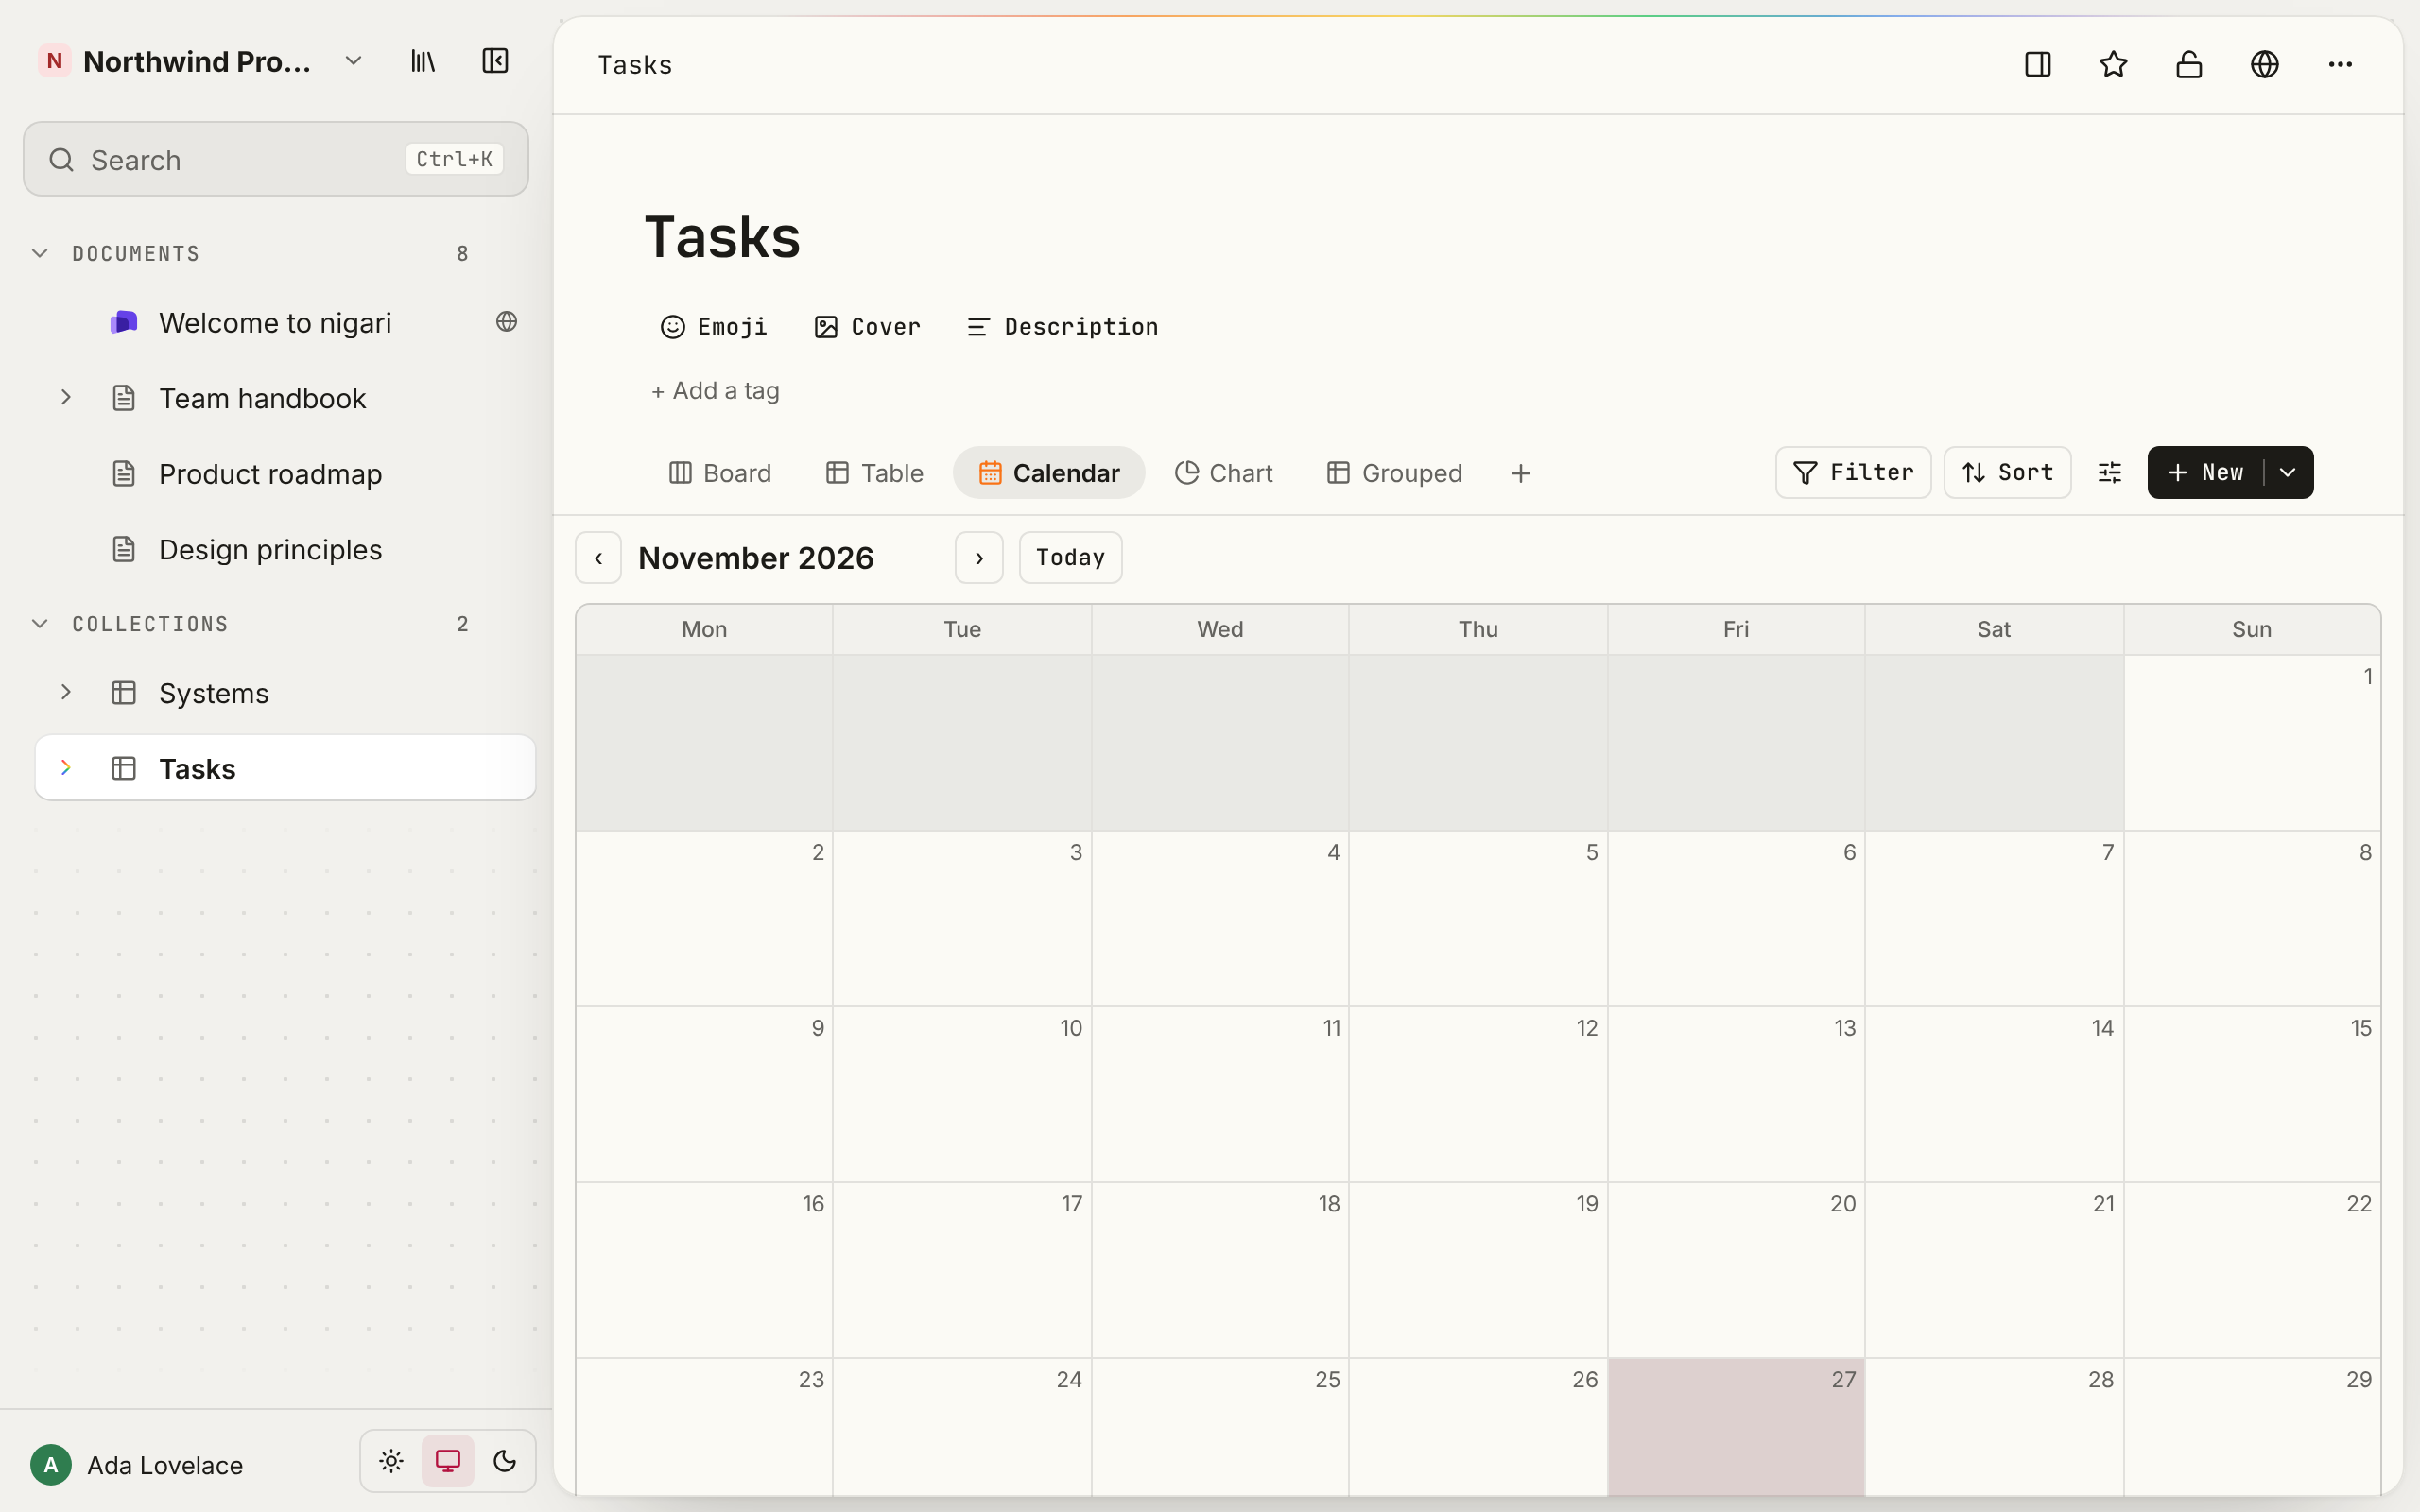 N Northwind Pro...
Search Ctrl+K
DOCUMENTS 8
Welcome to nigari
Team handbook
Product roadmap
Design principles
COLLECTIONS 2
Systems
Tasks
A Ada Lovelace
Tasks
Tasks
Emoji Cover Description
+ Add a tag
Board Table Calendar Chart Grouped + Filter Sort + New
‹ November 2026 › Today
Mon Tue Wed Thu Fri Sat Sun
1
2 3 4 5 6 7 8
9 10 11 12 13 14 15
16 17 18 19 20 21 22
23 24 25 26 27 28 29